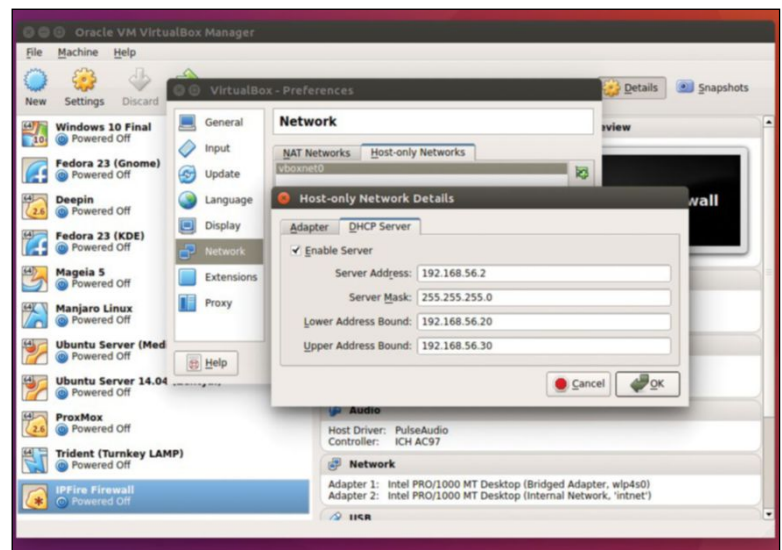 Oracle VM VirtualBox Manager
File Machine Help
New Settings Discard
Details Snapshots
Windows 10 Final
Powered Off
Fedora 23 (Gnome)
Powered Off
Deepin
Powered Off
Fedora 23 (KDE)
Powered Off
Mageia 5
Powered Off
Manjaro Linux
Powered Off
Ubuntu Server (Med
Powered Off
Ubuntu Server 14.04
Powered Off
ProxMox
Powered Off
Trident (Turnkey LAMP)
Powered Off
IPFire Firewall
Powered Off
VirtualBox - Preferences
General
Input
Update
Language
Display
Network
Extensions
Proxy
Help
Network
NAT Networks Host-only Networks
vboxnet0
Host-only Network Details
Adapter DHCP Server
Enable Server
Server Address: 192.168.56.2
Server Mask: 255.255.255.0
Lower Address Bound: 192.168.56.20
Upper Address Bound: 192.168.56.30
Cancel OK
eview
wall
Audio
Host Driver: PulseAudio
Controller: ICH AC97
Network
Adapter 1: Intel PRO/1000 MT Desktop (Bridged Adapter, wlp4s0)
Adapter 2: Intel PRO/1000 MT Desktop (Internal Network, 'intnet')
USB